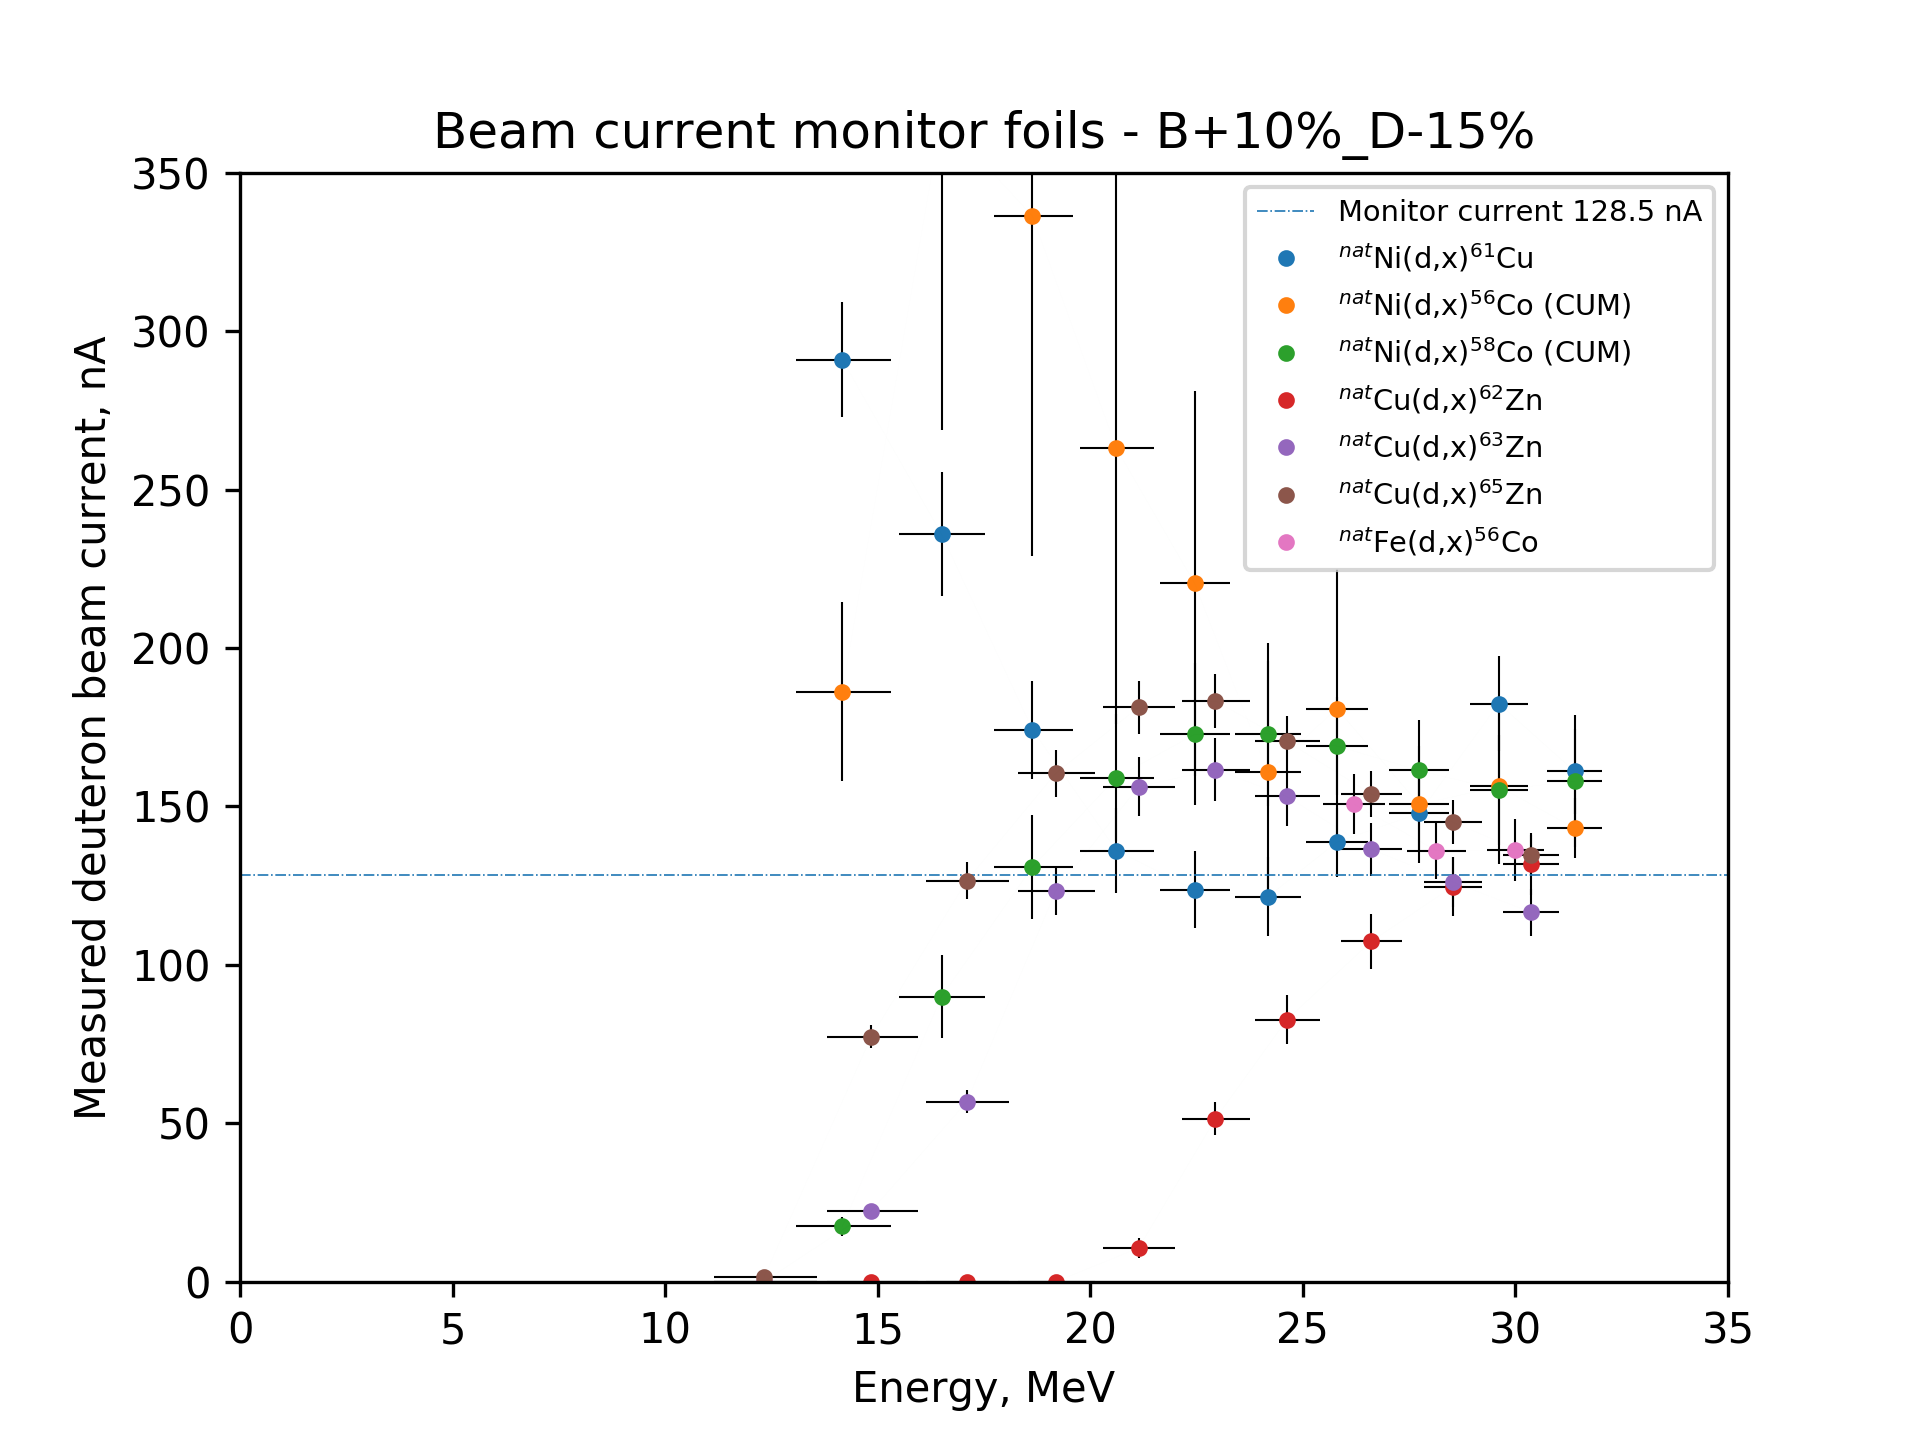 Beam current monitor foils - B+10%_D-15%
Measured deuteron beam current, nA
350
300
250
200
150
100
50
0
Monitor current 128.5 nA
natNi(d,x)61Cu
natNi(d,x)56Co (CUM)
natNi(d,x)58Co (CUM)
natCu(d,x)62Zn
natCu(d,x)63Zn
natCu(d,x)65Zn
natFe(d,x)56Co
0 5 10 15 20 25 30 35
Energy, MeV